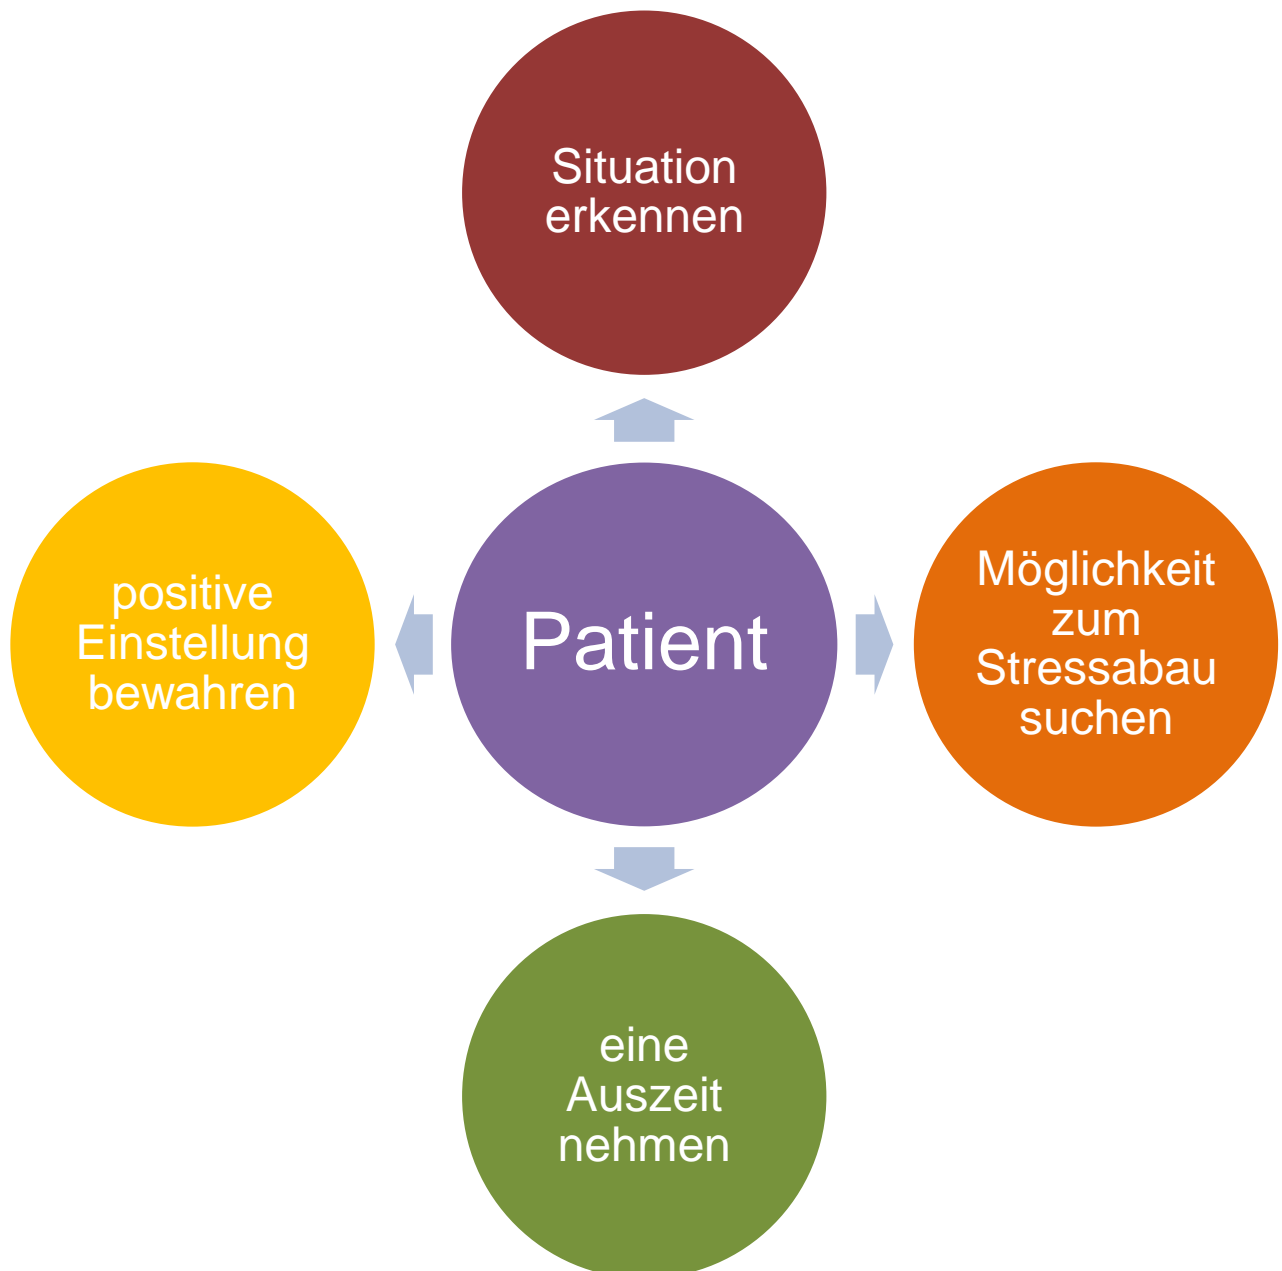 Situation
erkennen
positive
Einstellung
bewahren
Patient
Möglichkeit
zum
Stressabau
suchen
eine
Auszeit
nehmen